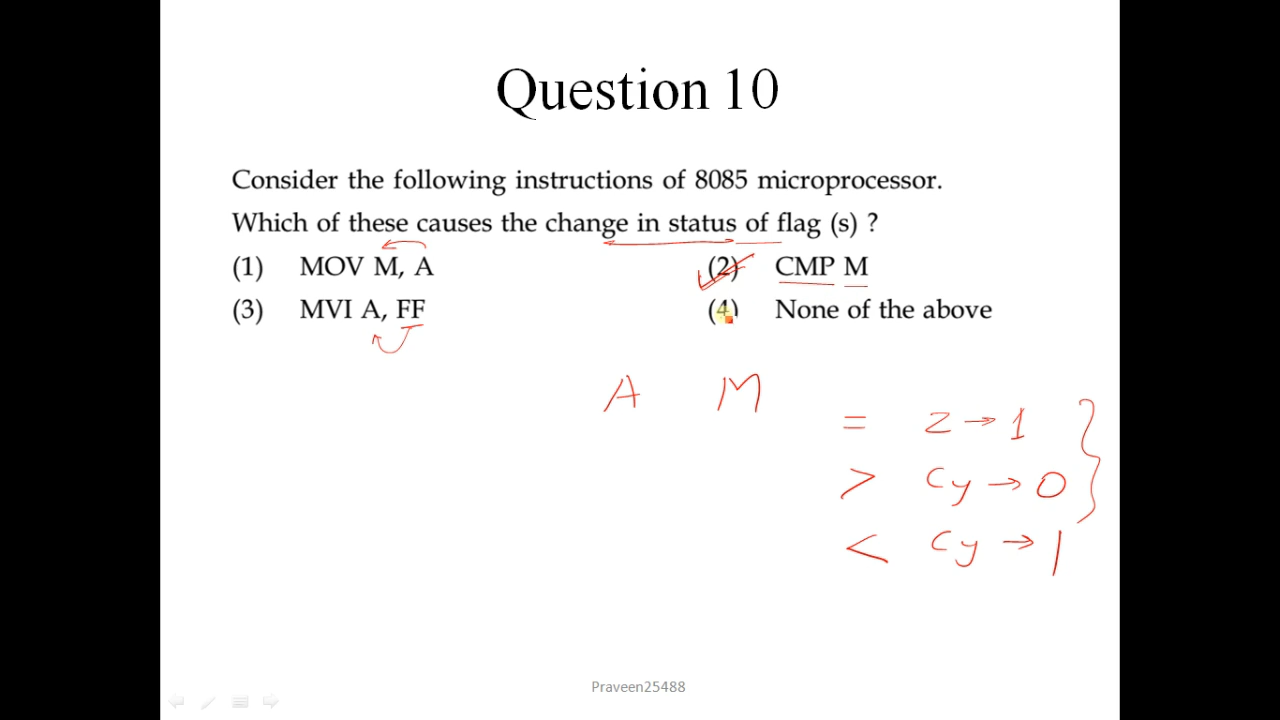 Question 10
Consider the following instructions of 8085 microprocessor.
Which of these causes the change in status of flag (s) ?
(1) MOV M, A (2) CMP M
(3) MVI A, FF (4) None of the above
A M
= Z → 1
> Cy → 0
< Cy → 1
Praveen25488